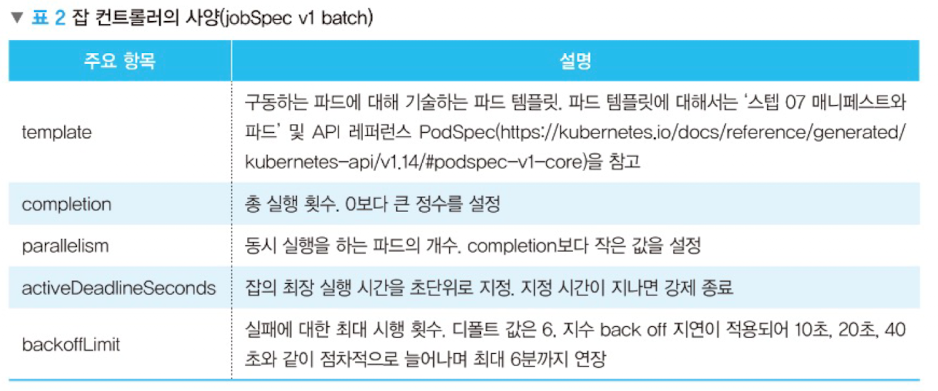 ▼ 표 2 잡 컨트롤러의 사양(jobSpec v1 batch)
주요 항목 설명
template
구동하는 파드에 대해 기술하는 파드 템플릿. 파드 템플릿에 대해서는 ‘스텝 07 매니페스트와
파드’ 및 API 레퍼런스 PodSpec(https://kubernetes.io/docs/reference/generated/
kubernetes-api/v1.14/#podspec-v1-core)을 참고
completion 총 실행 횟수. 0보다 큰 정수를 설정
parallelism 동시 실행을 하는 파드의 개수. completion보다 작은 값을 설정
activeDeadlineSeconds 잡의 최장 실행 시간을 초단위로 지정. 지정 시간이 지나면 강제 종료
backoffLimit
실패에 대한 최대 시행 횟수. 디폴트 값은 6. 지수 back off 지연이 적용되어 10초, 20초, 40
초와 같이 점차적으로 늘어나며 최대 6분까지 연장